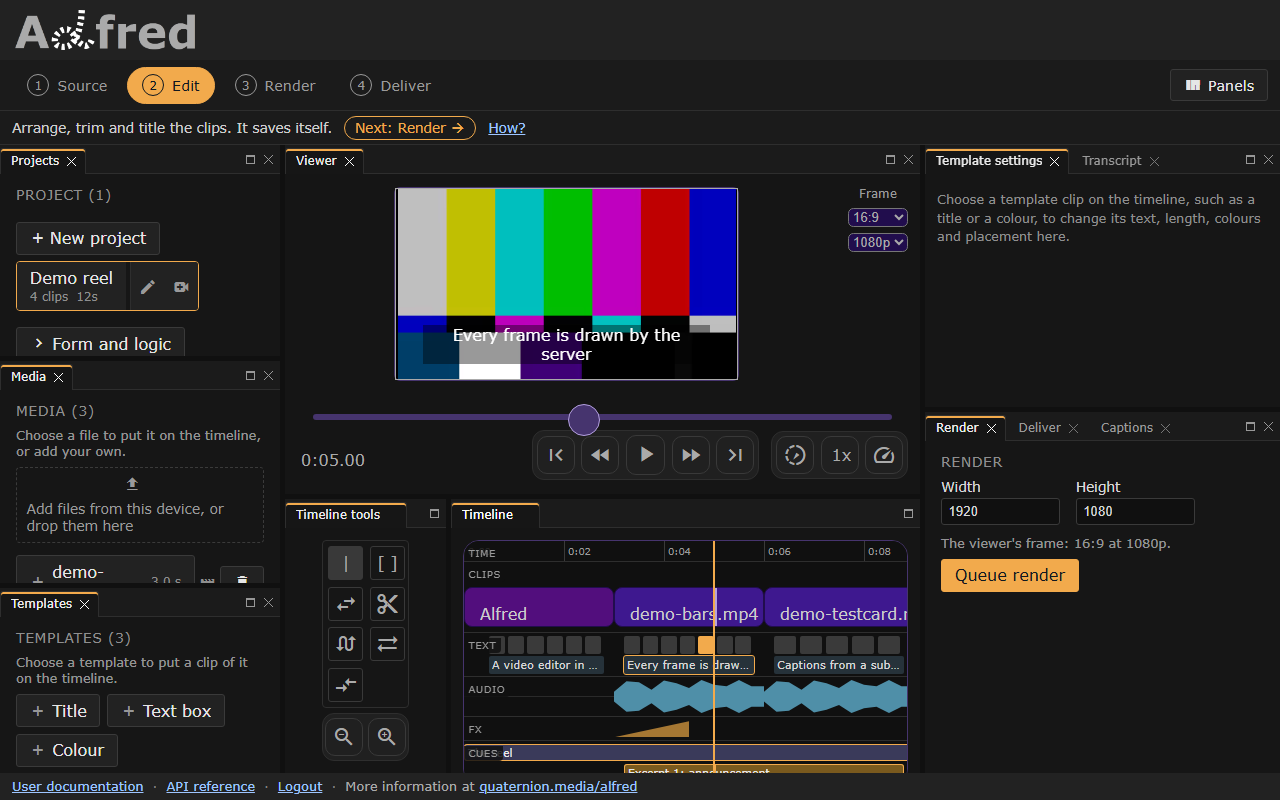 Alfred
1 Source
2 Edit
3 Render
4 Deliver
Panels
Arrange, trim and title the clips. It saves itself.
Next: Render →
How?
Projects
PROJECT (1)
+ New project
Demo reel
4 clips 12s
Form and logic
Media
MEDIA (3)
Choose a file to put it on the timeline,
or add your own.
Add files from this device, or
drop them here
+ demo-
3.0 s
Templates
TEMPLATES (3)
Choose a template to put a clip of it
on the timeline.
+ Title
+ Text box
+ Colour
Viewer
Every frame is drawn by the
server
Frame
16:9
1080p
0:05.00
1x
Timeline tools
[ ]
Timeline
TIME
0:02
0:04
0:06
0:08
CLIPS
Alfred
demo-bars.mp4
demo-testcard.
TEXT
A video editor in ...
Every frame is draw...
Captions from a sub...
AUDIO
FX
CUES
el
Excerpt 1: announcement
Template settings
Transcript
Choose a template clip on the timeline, such as a
title or a colour, to change its text, length, colours
and placement here.
Render
Deliver
Captions
RENDER
Width
Height
1920
1080
The viewer's frame: 16:9 at 1080p.
Queue render
User documentation · API reference · Logout · More information at quaternion.media/alfred